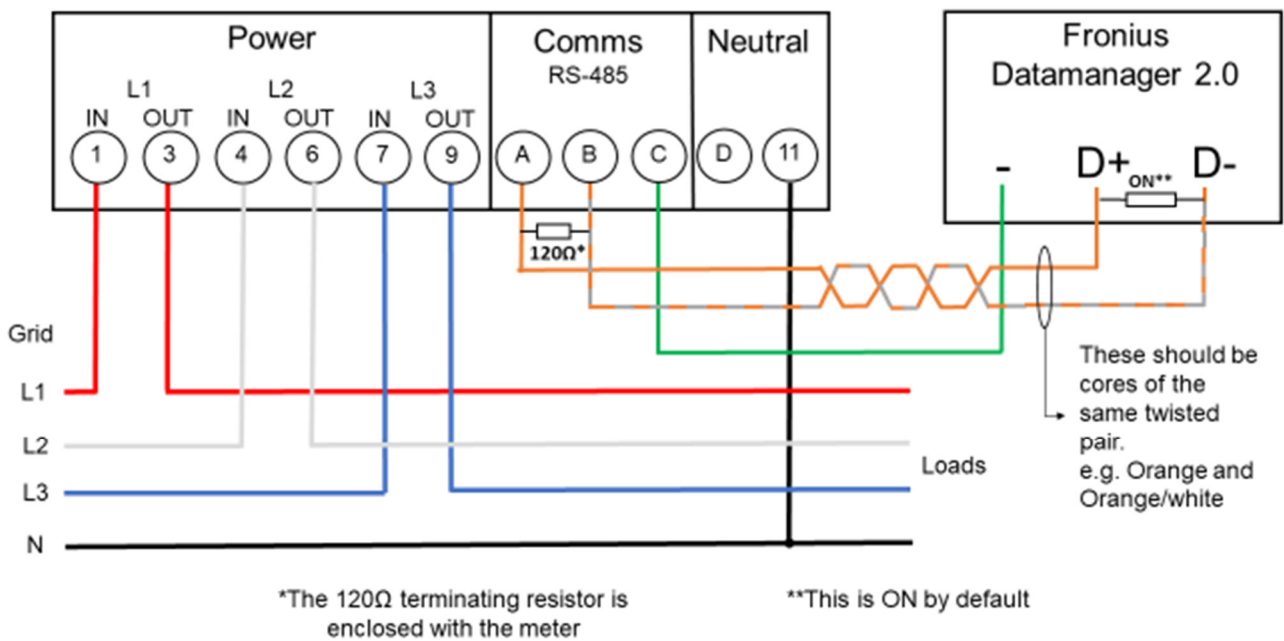 Power
Comms
RS-485
Neutral
Fronius
Datamanager 2.0
L1
L2
L3
IN
OUT
IN
OUT
IN
OUT
1
3
4
6
7
9
A
B
C
D
11
-
D+
D-
ON**
120Ω*
Grid
L1
L2
L3
N
Loads
These should be
cores of the
same twisted
pair.
e.g. Orange and
Orange/white
*The 120Ω terminating resistor is
enclosed with the meter
**This is ON by default